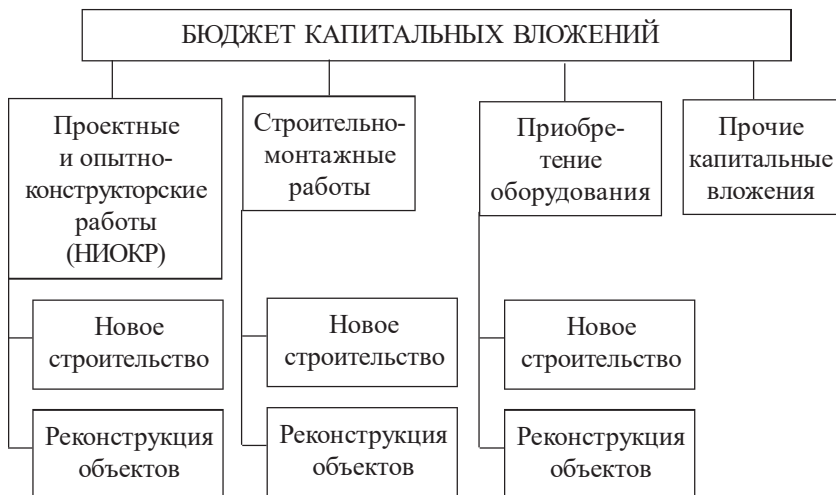 БЮДЖЕТ КАПИТАЛЬНЫХ ВЛОЖЕНИЙ
Проектные
и опытно-
конструкторские
работы
(НИОКР)
Строительно-
монтажные
работы
Приобре-
тение
оборудования
Прочие
капитальные
вложения
Новое
строительство
Новое
строительство
Новое
строительство
Реконструкция
объектов
Реконструкция
объектов
Реконструкция
объектов